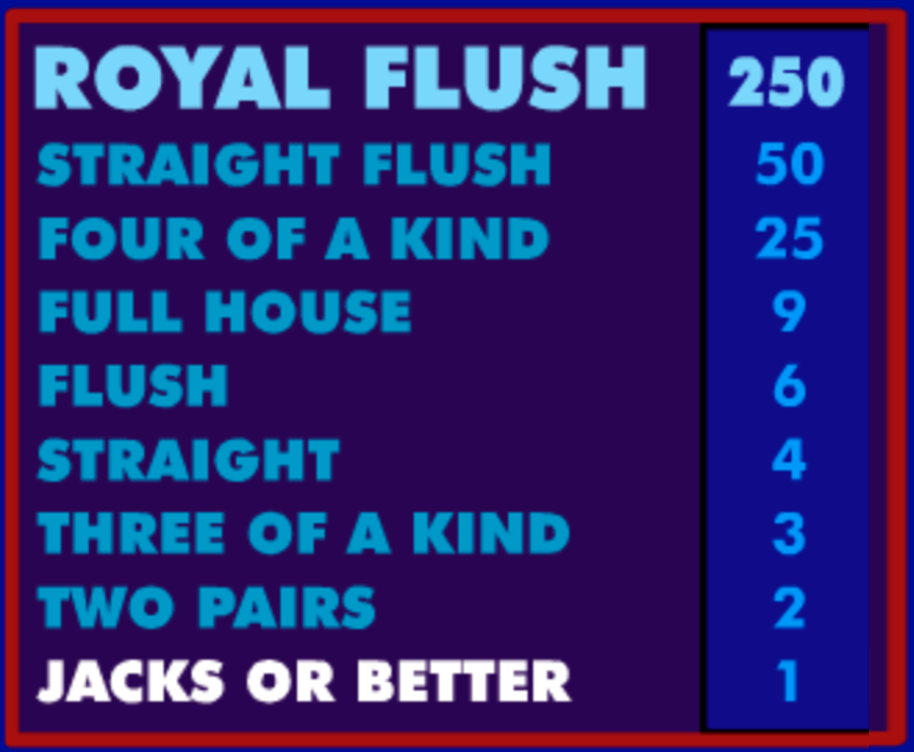 ROYAL FLUSH 250
STRAIGHT FLUSH 50
FOUR OF A KIND 25
FULL HOUSE 9
FLUSH 6
STRAIGHT 4
THREE OF A KIND 3
TWO PAIRS 2
JACKS OR BETTER 1